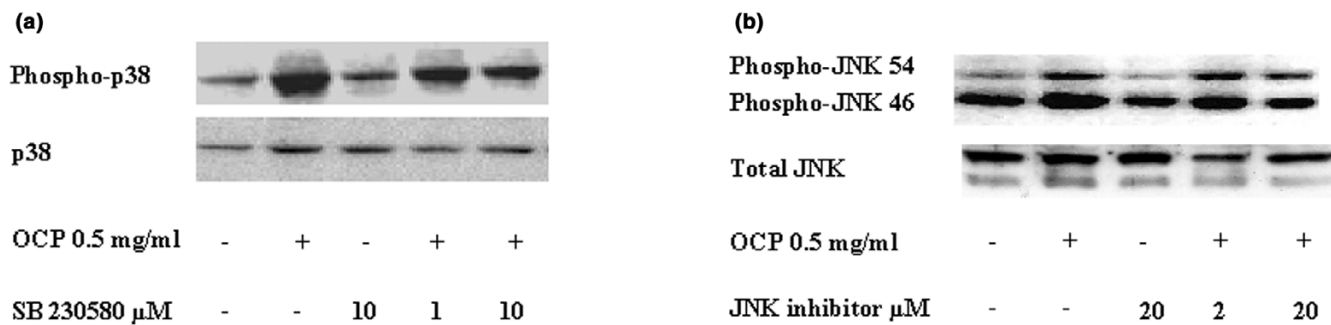 (a)
Phospho-p38
p38
OCP 0.5 mg/ml - + - + +
SB 230580 µM - - 10 1 10
(b)
Phospho-JNK 54
Phospho-JNK 46
Total JNK
OCP 0.5 mg/ml - + - + +
JNK inhibitor µM - - 20 2 20